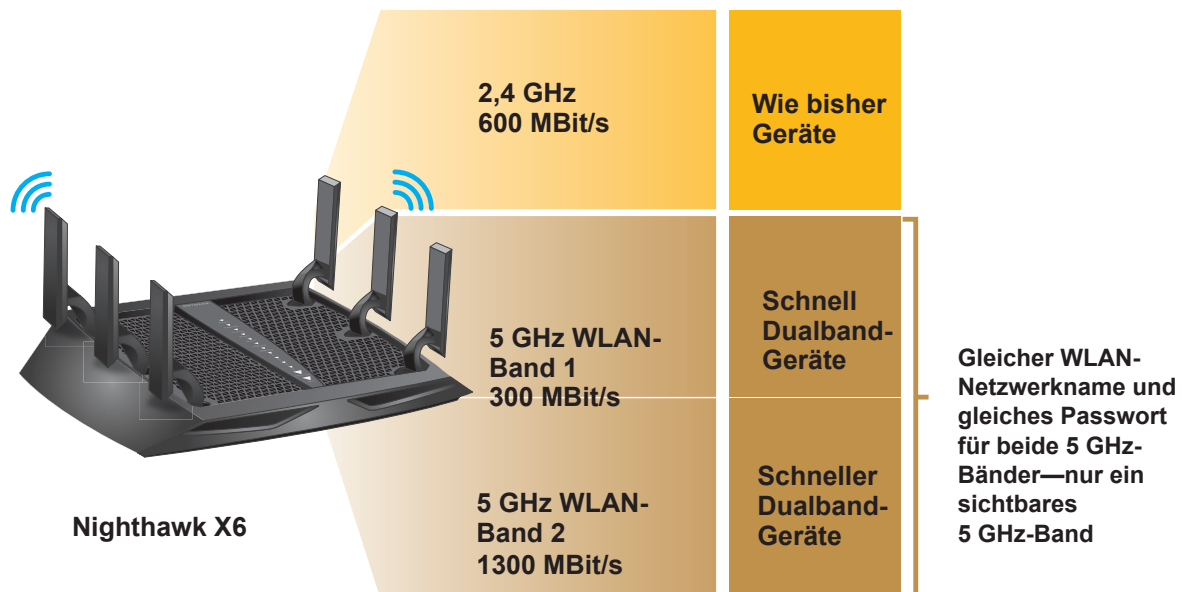 2,4 GHz
600 MBit/s
Wie bisher
Geräte
5 GHz WLAN-
Band 1
300 MBit/s
Schnell
Dualband-
Geräte
5 GHz WLAN-
Band 2
1300 MBit/s
Schneller
Dualband-
Geräte
Gleicher WLAN-
Netzwerkname und
gleiches Passwort
für beide 5 GHz-
Bänder—nur ein
sichtbares
5 GHz-Band
Nighthawk X6